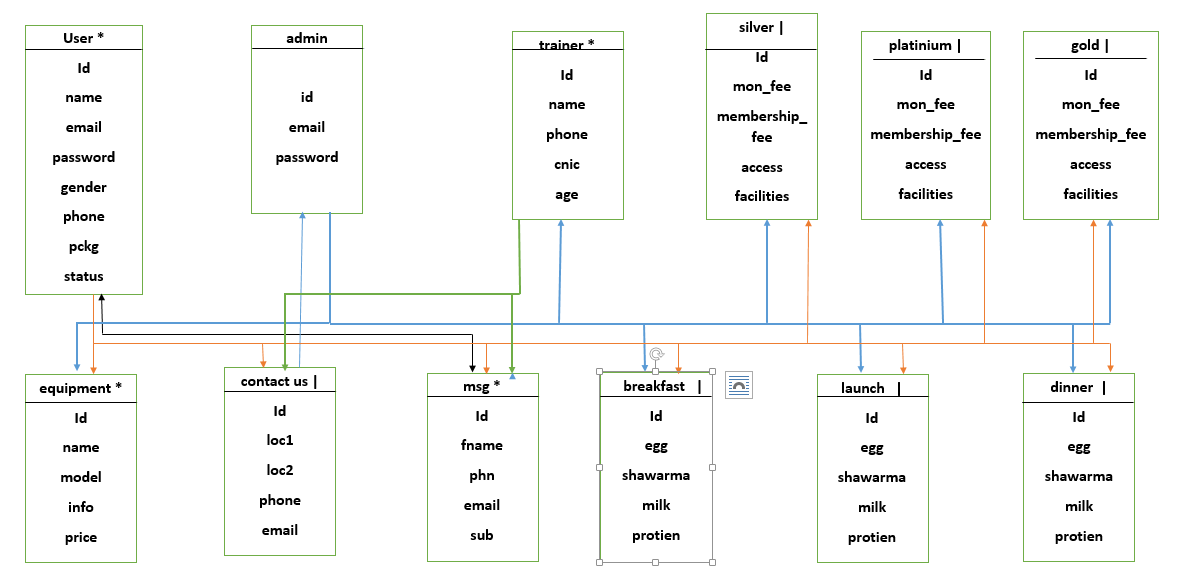 User *
Id
name
email
password
gender
phone
pckg
status
admin
id
email
password
trainer *
Id
name
phone
cnic
age
silver |
Id
mon_fee
membership_
fee
access
facilities
platinium |
Id
mon_fee
membership_fee
access
facilities
gold |
Id
mon_fee
membership_fee
access
facilities
equipment *
Id
name
model
info
price
contact us |
Id
loc1
loc2
phone
email
msg *
Id
fname
phn
email
sub
breakfast |
Id
egg
shawarma
milk
protien
launch |
Id
egg
shawarma
milk
protien
dinner |
Id
egg
shawarma
milk
protien